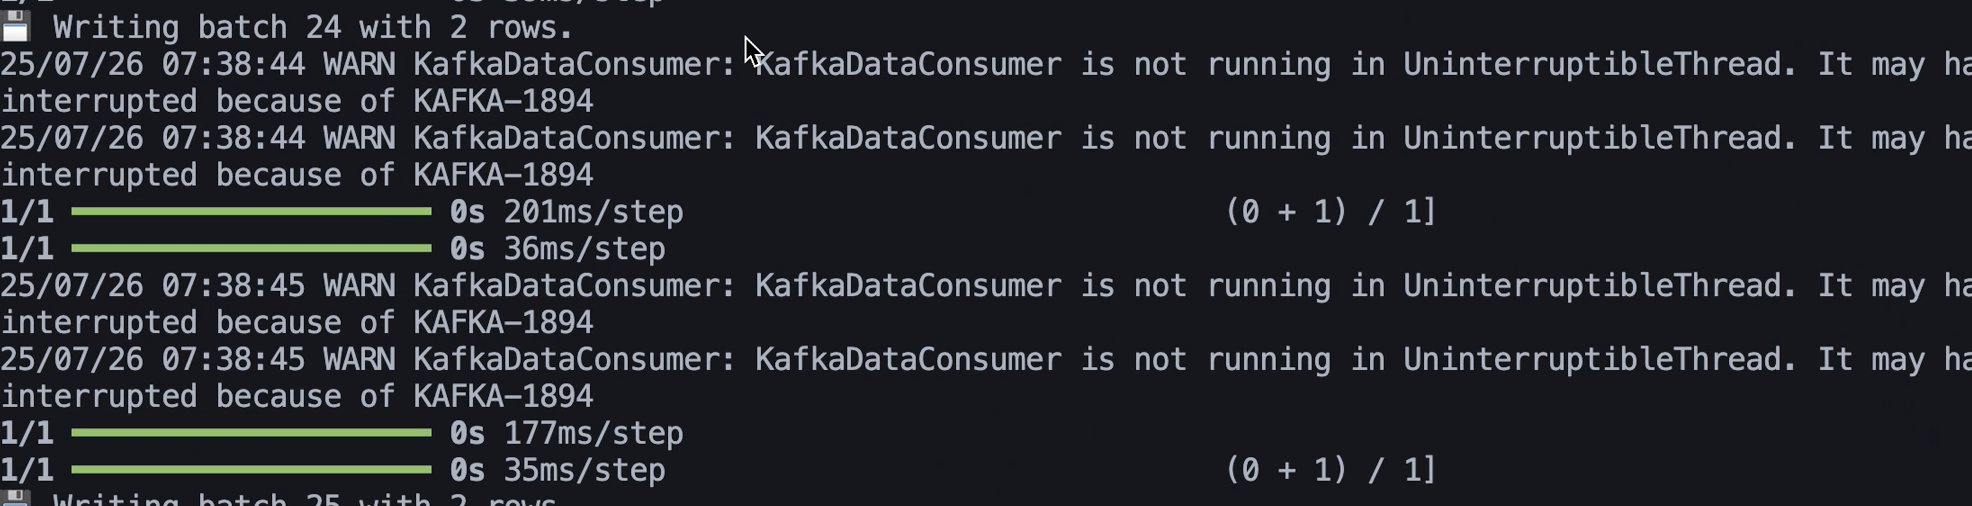 Writing batch 24 with 2 rows.
25/07/26 07:38:44 WARN KafkaDataConsumer: KafkaDataConsumer is not running in UninterruptibleThread. It may
interrupted because of KAFKA-1894
25/07/26 07:38:44 WARN KafkaDataConsumer: KafkaDataConsumer is not running in UninterruptibleThread. It may
interrupted because of KAFKA-1894
1/1 0s 201ms/step (0 + 1) / 1]
1/1 0s 36ms/step
25/07/26 07:38:45 WARN KafkaDataConsumer: KafkaDataConsumer is not running in UninterruptibleThread. It may
interrupted because of KAFKA-1894
25/07/26 07:38:45 WARN KafkaDataConsumer: KafkaDataConsumer is not running in UninterruptibleThread. It may
interrupted because of KAFKA-1894
1/1 0s 177ms/step
1/1 0s 35ms/step (0 + 1) / 1]
Writing batch 25 with 2 rows